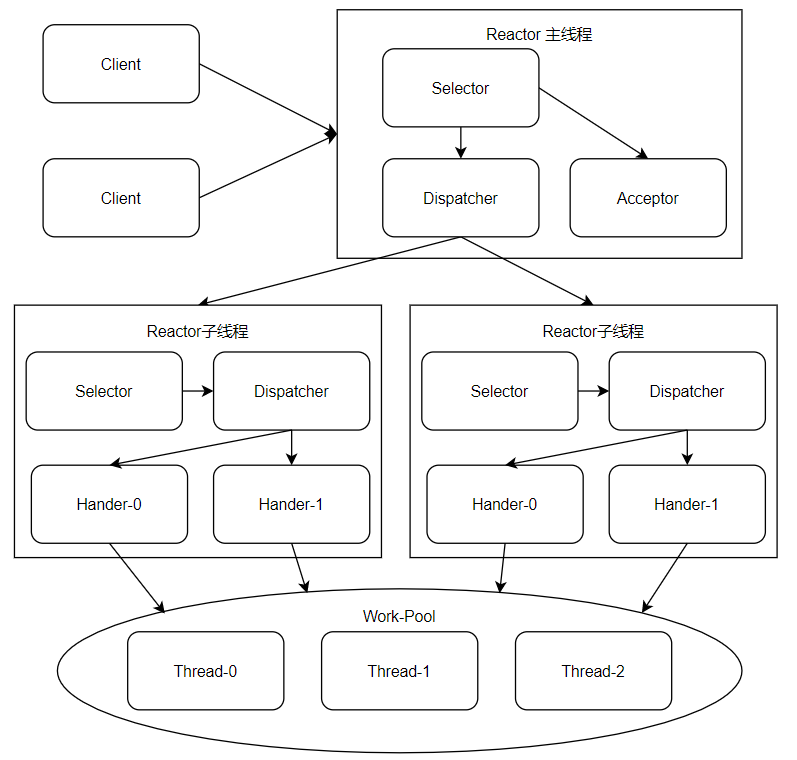 Client
Client
Reactor 主线程
Selector
Dispatcher
Acceptor
Reactor子线程
Selector
Dispatcher
Hander-0
Hander-1
Reactor子线程
Selector
Dispatcher
Hander-0
Hander-1
Work-Pool
Thread-0
Thread-1
Thread-2